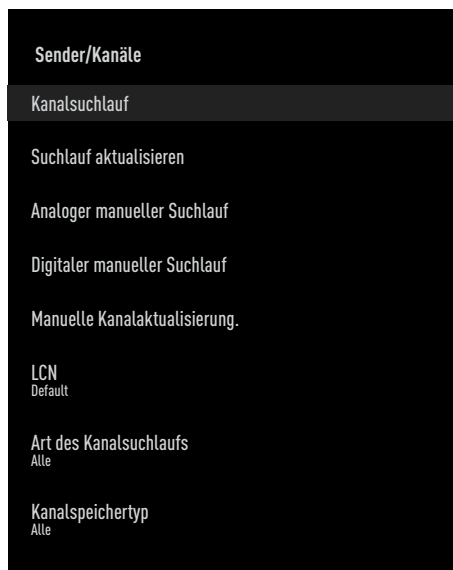 Sender/Kanäle
Kanalsuchlauf
Suchlauf aktualisieren
Analoger manueller Suchlauf
Digitaler manueller Suchlauf
Manuelle Kanalaktualisierung.
LCN
Default
Art des Kanalsuchlaufs
Alle
Kanalspeichertyp
Alle